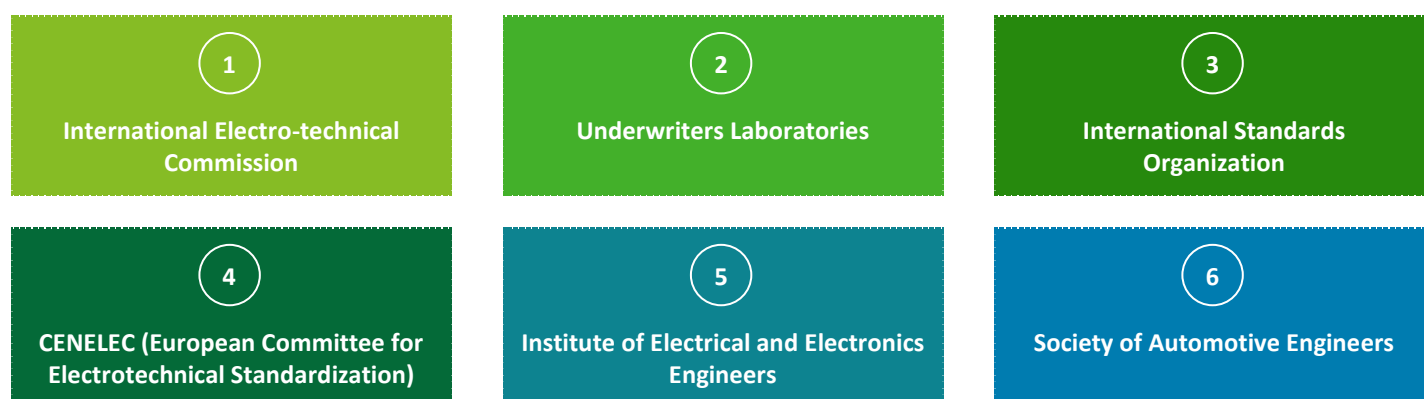 1
International Electro-technical
Commission
2
Underwriters Laboratories
3
International Standards
Organization
4
CENELEC (European Committee for
Electrotechnical Standardization)
5
Institute of Electrical and Electronics
Engineers
6
Society of Automotive Engineers